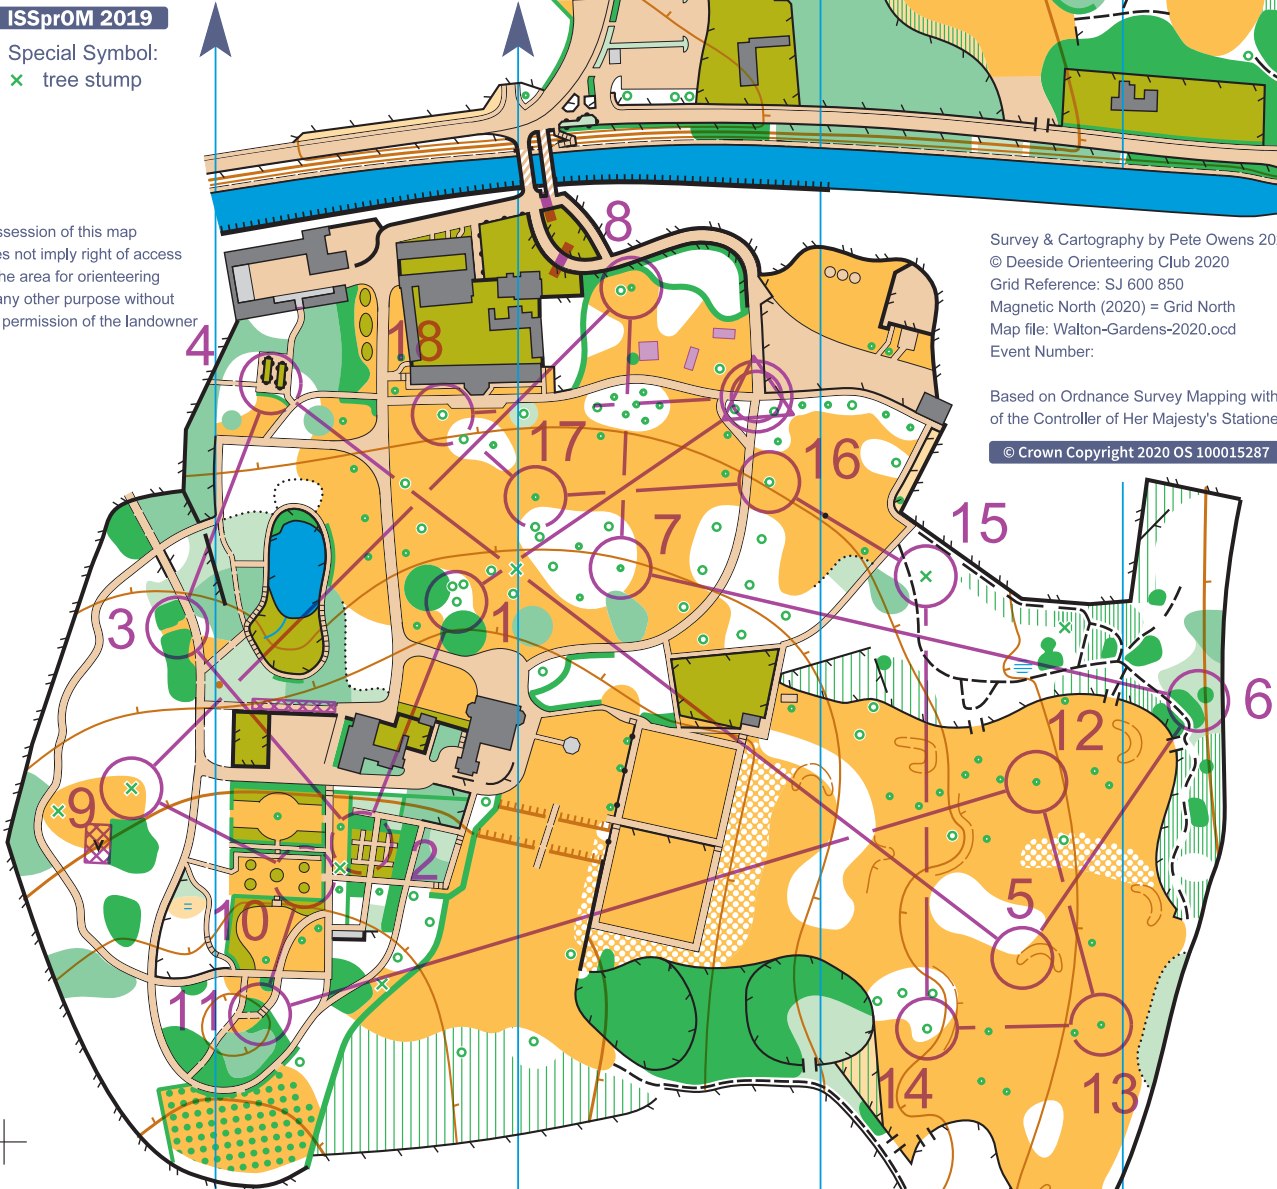 ISSprOM 2019
Special Symbol:
× tree stump
ssession of this map
es not imply right of access
he area for orienteering
any other purpose without
permission of the landowner
Survey & Cartography by Pete Owens 20
© Deeside Orienteering Club 2020
Grid Reference: SJ 600 850
Magnetic North (2020) = Grid North
Map file: Walton-Gardens-2020.ocd
Event Number:
Based on Ordnance Survey Mapping with
of the Controller of Her Majesty's Statione
© Crown Copyright 2020 OS 100015287
8
4
18
17
16
15
7
3
1
6
12
9
2
5
10
11
14
13